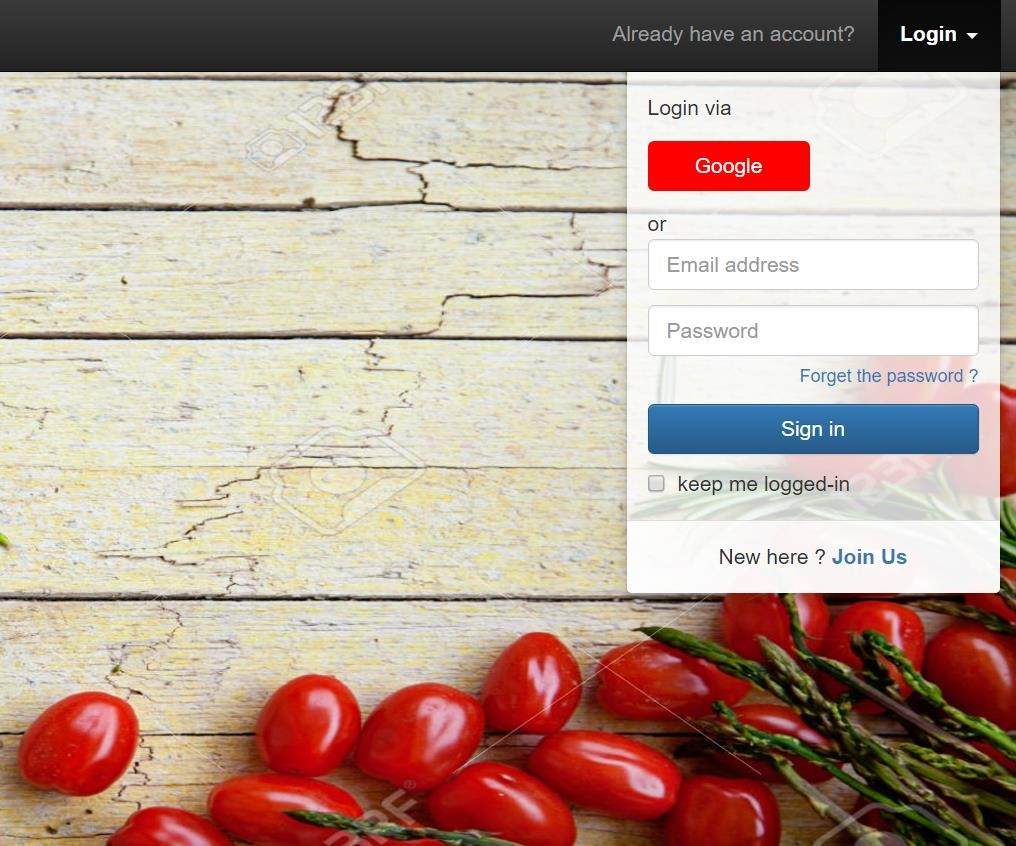 Already have an account? Login
Login via
Google
or
Email address
Password
Forget the password ?
Sign in
keep me logged-in
New here ? Join Us